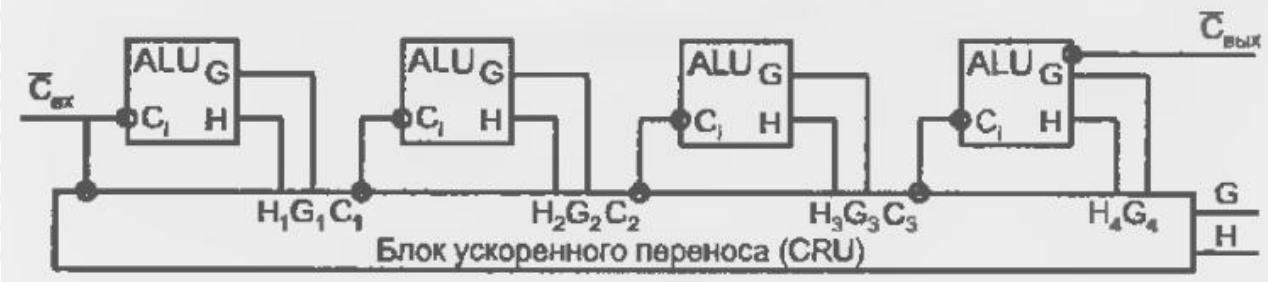 C̅вых
ALU G ALU G ALU G ALU G
C̅вх
Ci H Ci H Ci H Ci H
H1G1C1 H2G2C2 H3G3C3 H4G4 G
Блок ускоренного переноса (CRU) H